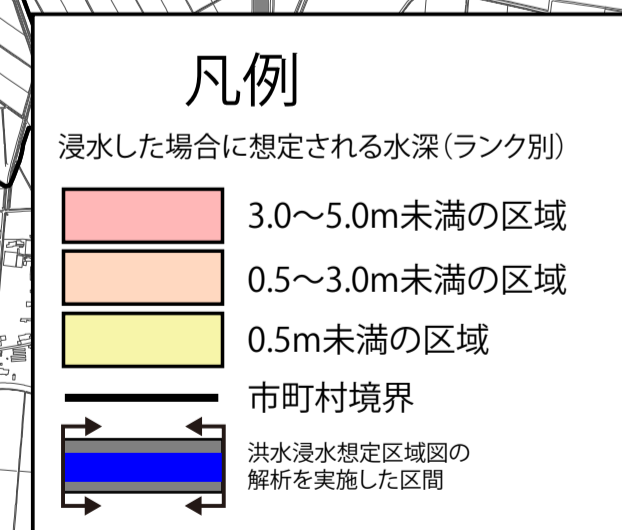 凡例
浸水した場合に想定される水深（ランク別）
3.0～5.0m未満の区域
0.5～3.0m未満の区域
0.5m未満の区域
市町村境界
洪水浸水想定区域図の
解析を実施した区間